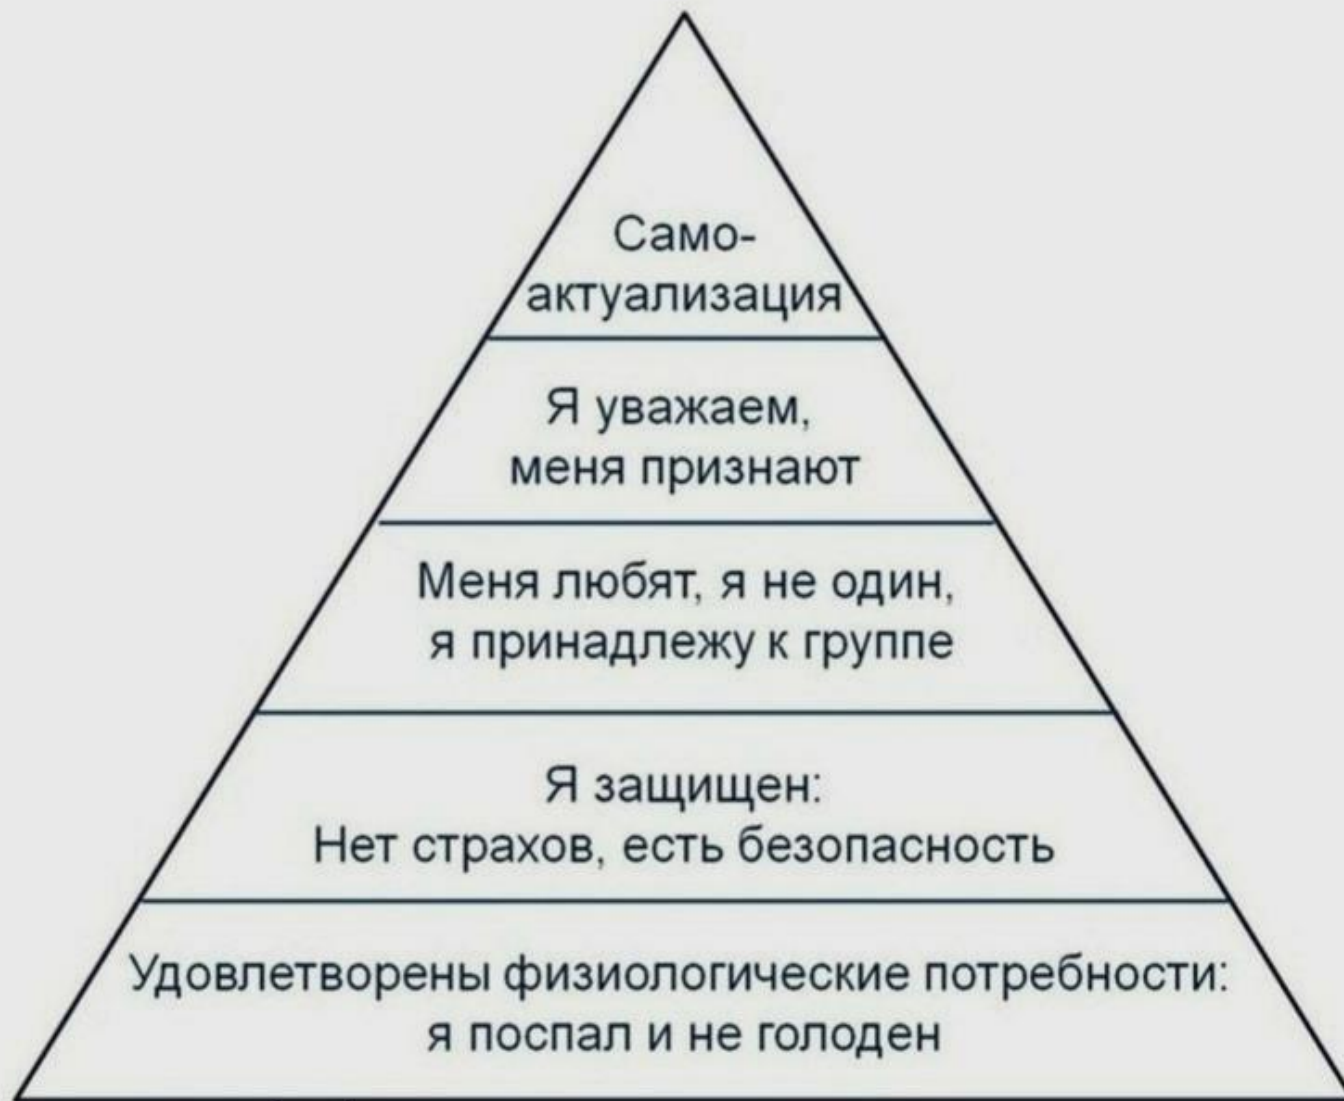 Само-
актуализация
Я уважаем,
меня признают
Меня любят, я не один,
я принадлежу к группе
Я защищен:
Нет страхов, есть безопасность
Удовлетворены физиологические потребности:
я поспал и не голоден